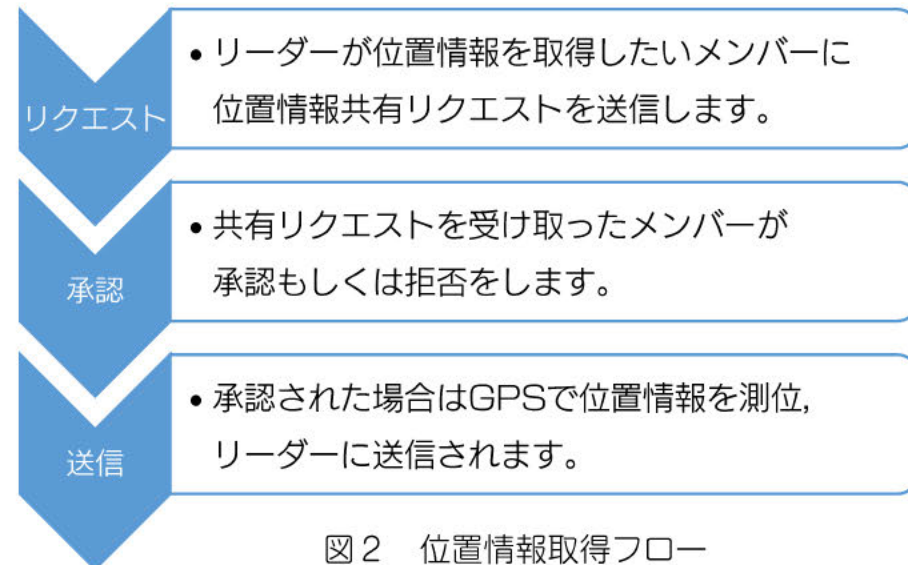 リクエスト
• リーダーが位置情報を取得したいメンバーに
位置情報共有リクエストを送信します。
承認
• 共有リクエストを受け取ったメンバーが
承認もしくは拒否をします。
送信
• 承認された場合はGPSで位置情報を測位,
リーダーに送信されます。
図2　位置情報取得フロー